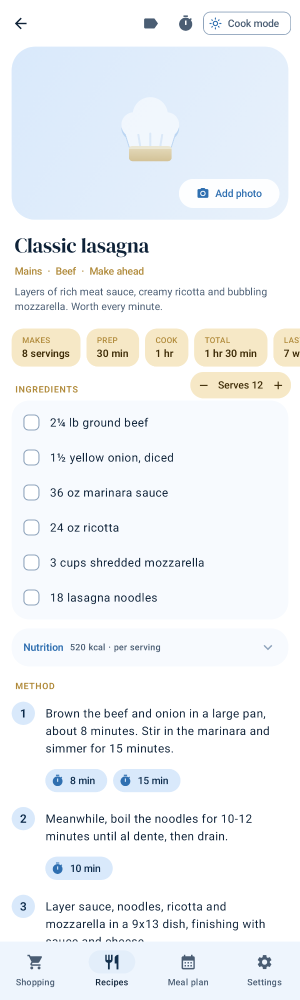 Cook mode
Add photo
Classic lasagna
Mains · Beef · Make ahead
Layers of rich meat sauce, creamy ricotta and bubbling
mozzarella. Worth every minute.
MAKES
8 servings
PREP
30 min
COOK
1 hr
TOTAL
1 hr 30 min
INGREDIENTS
− Serves 12 +
2¼ lb ground beef
1½ yellow onion, diced
36 oz marinara sauce
24 oz ricotta
3 cups shredded mozzarella
18 lasagna noodles
Nutrition 520 kcal · per serving
METHOD
1 Brown the beef and onion in a large pan,
about 8 minutes. Stir in the marinara and
simmer for 15 minutes.
8 min 15 min
2 Meanwhile, boil the noodles for 10-12
minutes until al dente, then drain.
10 min
3 Layer sauce, noodles, ricotta and
mozzarella in a 9x13 dish, finishing with
sauce and cheese.
Shopping Recipes Meal plan Settings